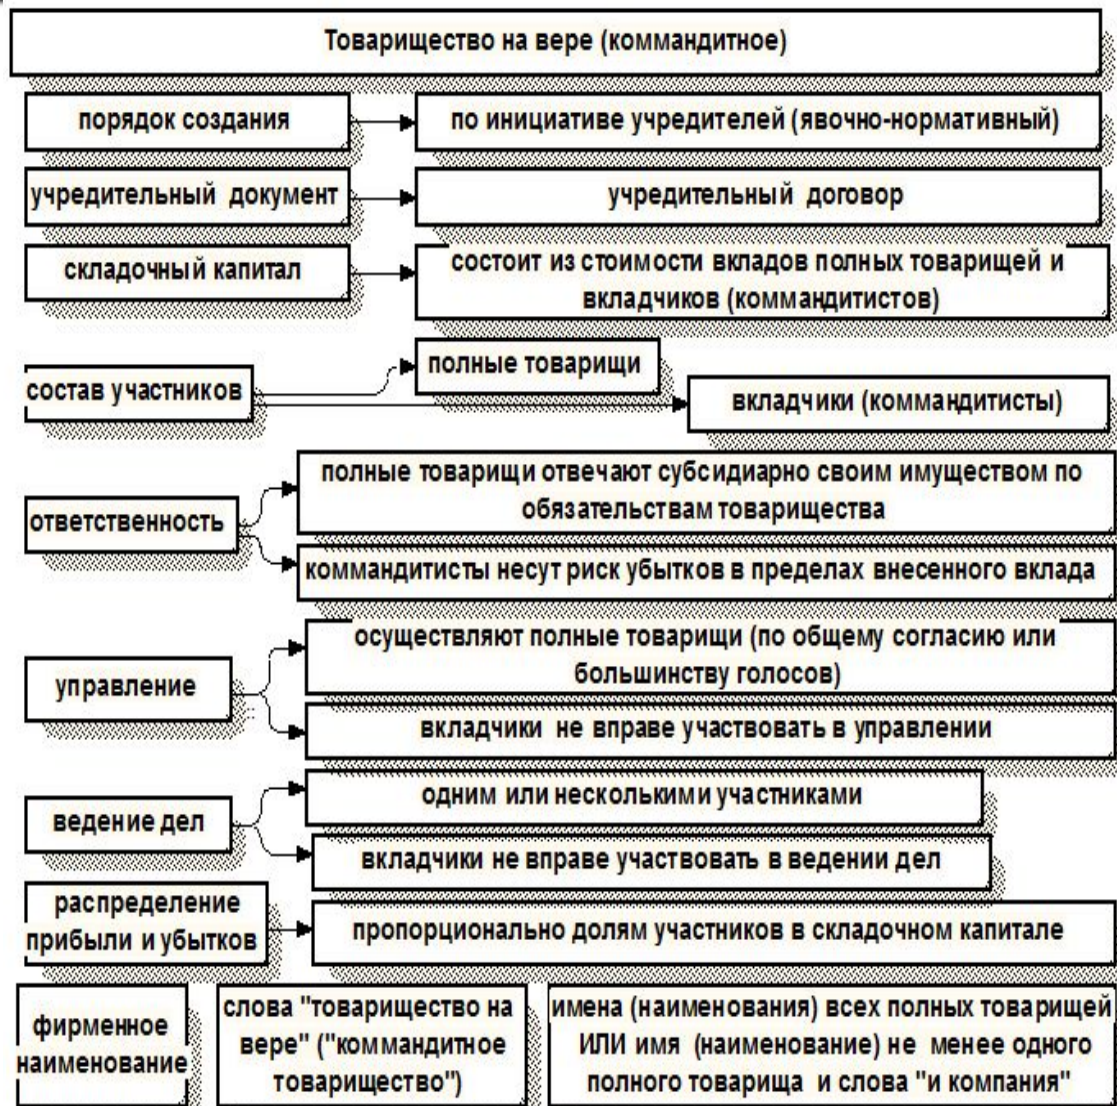 Товарищество на вере (коммандитное)
порядок создания
по инициативе учредителей (явочно-нормативный)
учредительный документ
учредительный договор
складочный капитал
состоит из стоимости вкладов полных товарищей и
вкладчиков (коммандитистов)
состав участников
полные товарищи
вкладчики (коммандитисты)
ответственность
полные товарищи отвечают субсидиарно своим имуществом по
обязательствам товарищества
коммандитисты несут риск убытков в пределах внесенного вклада
управление
осуществляют полные товарищи (по общему согласию или
большинству голосов)
вкладчики не вправе участвовать в управлении
ведение дел
одним или несколькими участниками
вкладчики не вправе участвовать в ведении дел
распределение
прибыли и убытков
пропорционально долям участников в складочном капитале
фирменное
наименование
слова "товарищество на
вере" ("коммандитное
товарищество")
имена (наименования) всех полных товарищей
ИЛИ имя (наименование) не менее одного
полного товарища и слова "и компания"